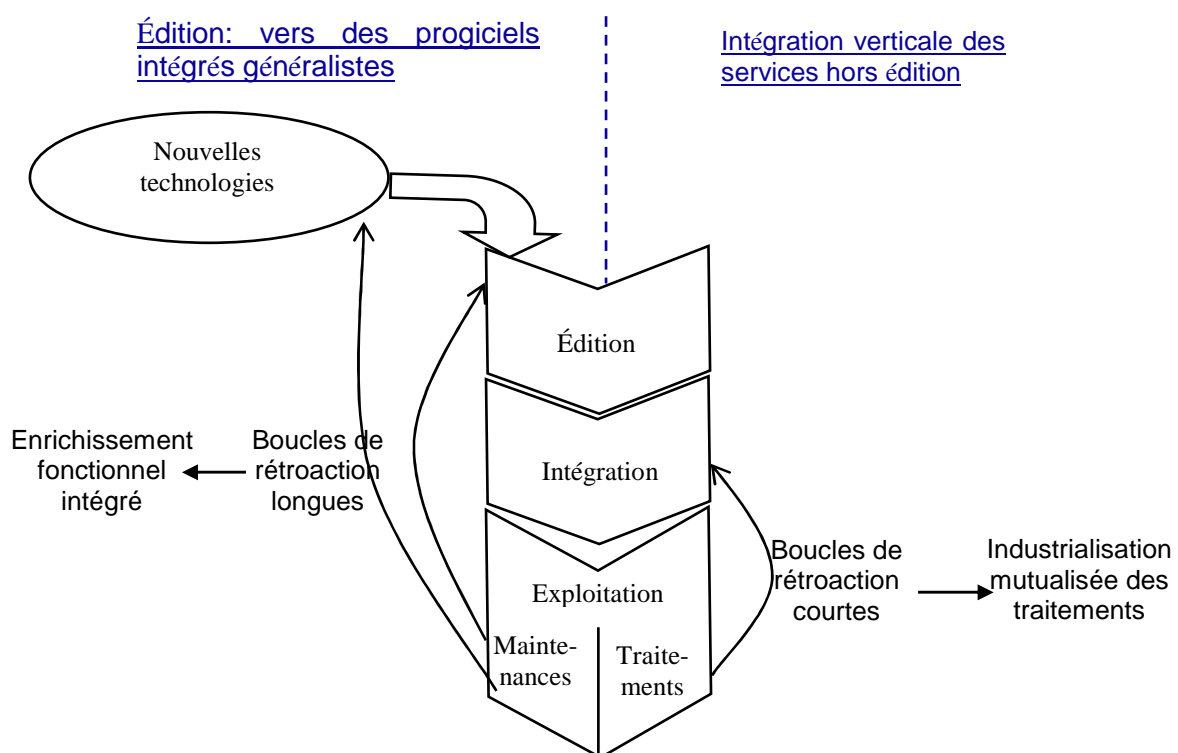 Édition: vers des progiciels
intégrés généralistes
Intégration verticale des
services hors édition
Nouvelles
technologies
Édition
Intégration
Enrichissement
fonctionnel
intégré
Boucles de
rétroaction
longues
Exploitation
Mainte-
nances
Traite-
ments
Boucles de
rétroaction
courtes
Industrialisation
mutualisée des
traitements